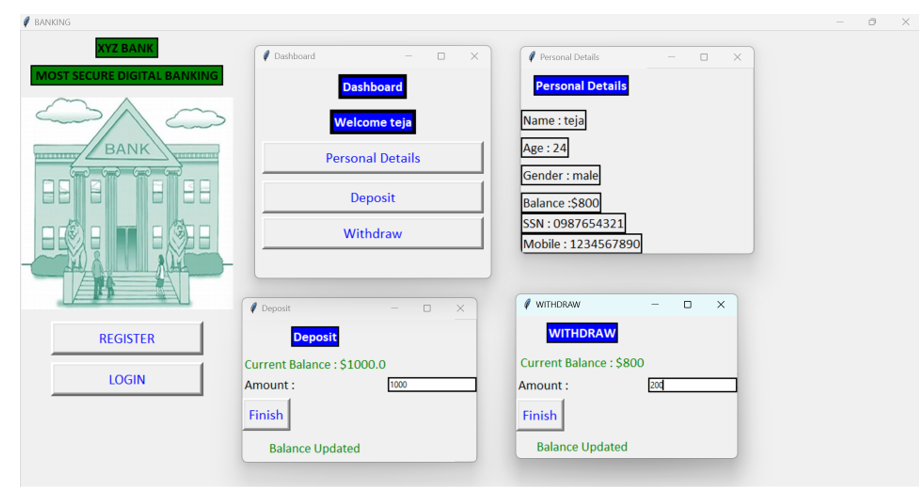 BANKING
XYZ BANK
MOST SECURE DIGITAL BANKING
BANK
REGISTER
LOGIN
Dashboard
Dashboard
Welcome teja
Personal Details
Deposit
Withdraw
Personal Details
Personal Details
Name : teja
Age : 24
Gender : male
Balance :$800
SSN : 0987654321
Mobile : 1234567890
Deposit
Deposit
Current Balance : $1000.0
Amount : 1000
Finish
Balance Updated
WITHDRAW
WITHDRAW
Current Balance : $800
Amount : 200
Finish
Balance Updated